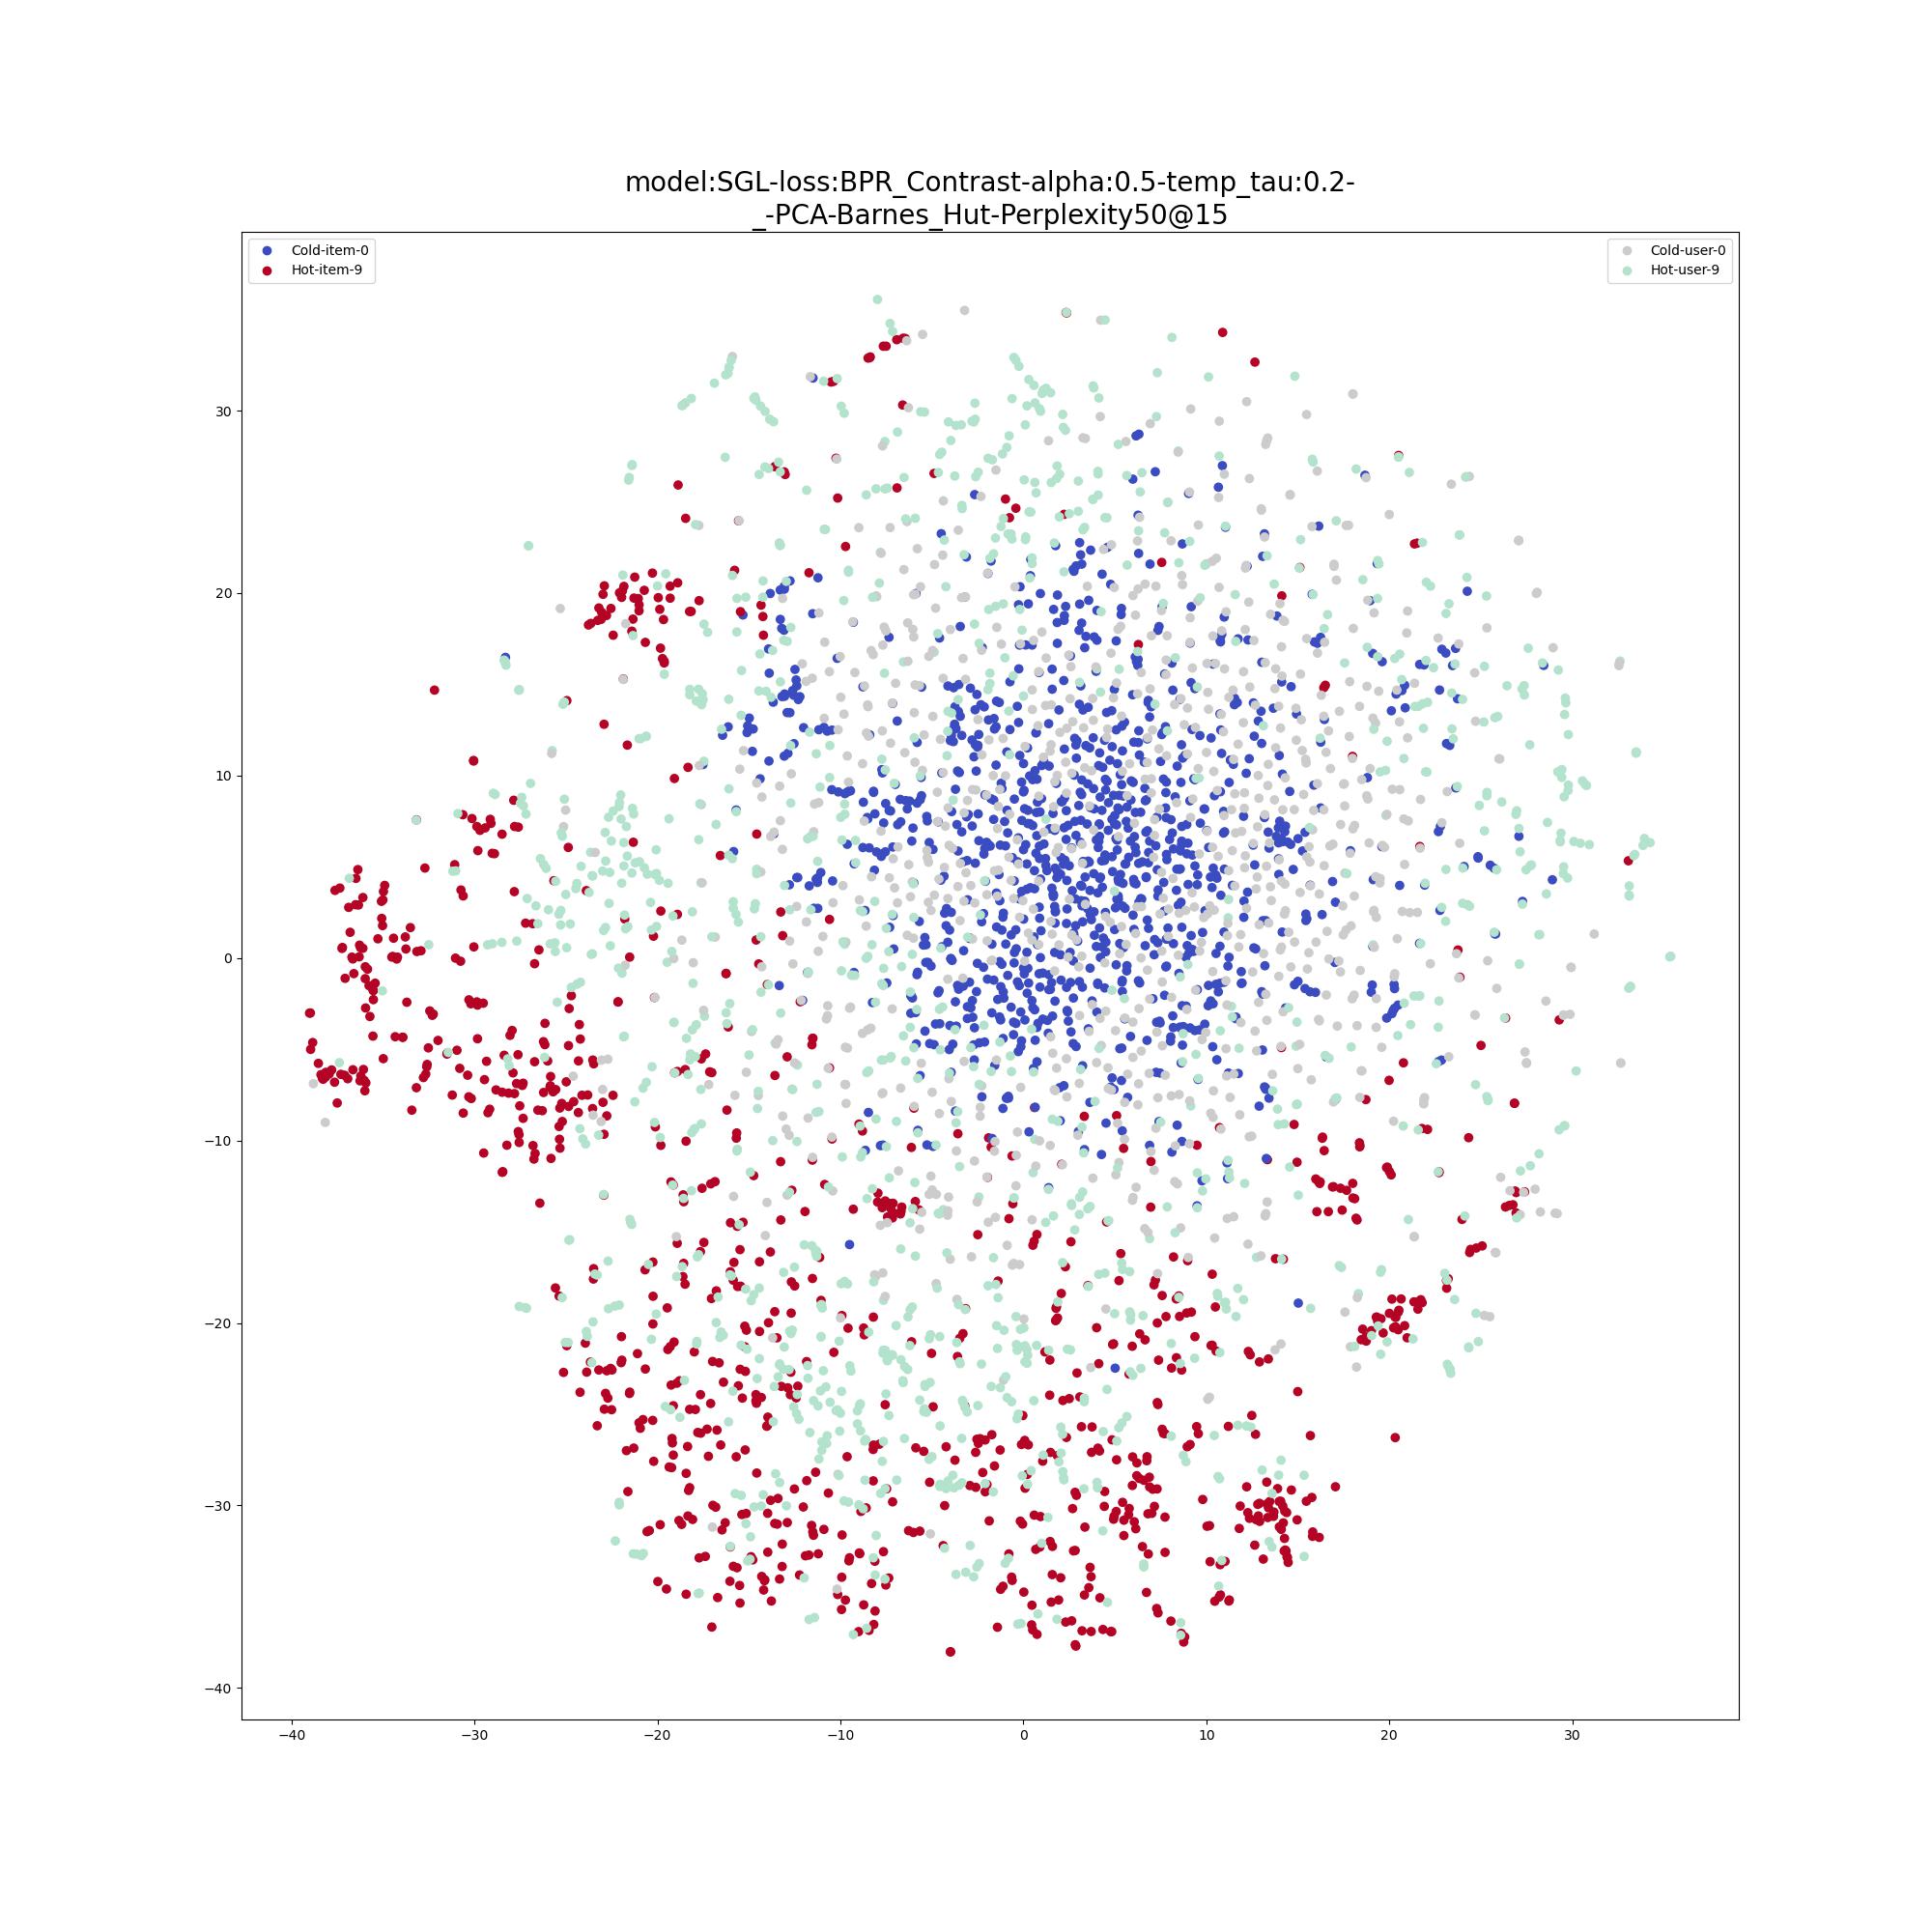 model:SGL-loss:BPR_Contrast-alpha:0.5-temp_tau:0.2-
_-PCA-Barnes_Hut-Perplexity50@15
Cold-item-0
Hot-item-9
Cold-user-0
Hot-user-9
30
20
10
0
−10
−20
−30
−40
−40 −30 −20 −10 0 10 20 30